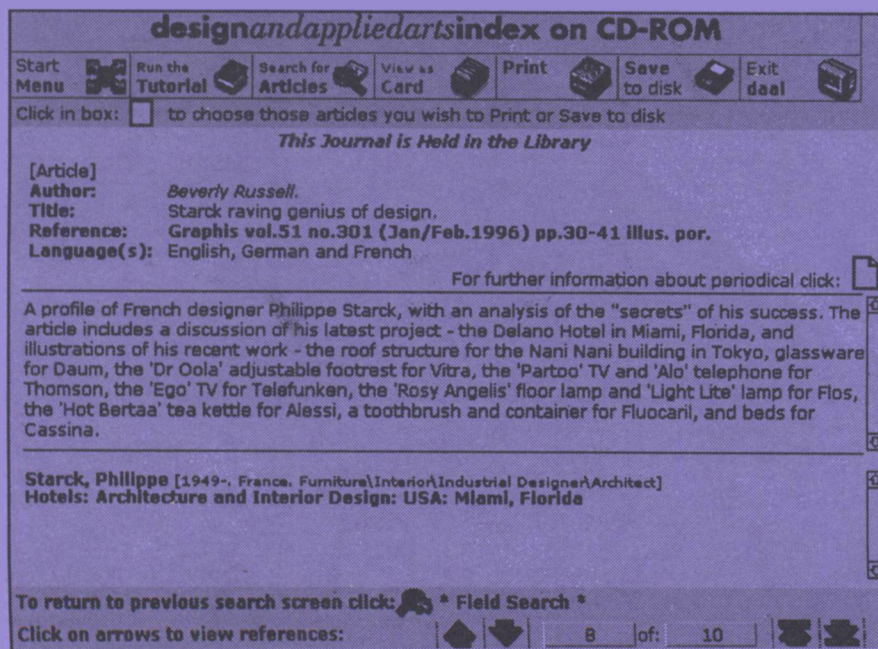 designandappliedartsindex on CD-ROM
Start Menu Run the Tutorial Search for Articles View as Card Print Save to disk Exit daai
Click in box: to choose those articles you wish to Print or Save to disk
This Journal is Held in the Library
[Article]
Author: Beverly Russell.
Title: Starck raving genius of design.
Reference: Graphis vol.51 no.301 (Jan/Feb.1996) pp.30-41 illus. por.
Language(s): English, German and French
For further information about periodical click:
A profile of French designer Philippe Starck, with an analysis of the "secrets" of his success. The
article includes a discussion of his latest project - the Delano Hotel in Miami, Florida, and
illustrations of his recent work - the roof structure for the Nani Nani building in Tokyo, glassware
for Daum, the 'Dr Oola' adjustable footrest for Vitra, the 'Partoo' TV and 'Alo' telephone for
Thomson, the 'Ego' TV for Telefunken, the 'Rosy Angelis' floor lamp and 'Light Lite' lamp for Flos,
the 'Hot Bertaa' tea kettle for Alessi, a toothbrush and container for Fluocaril, and beds for
Cassina.
Starck, Philippe [1949-. France. Furniture\Interior\Industrial Designer\Architect]
Hotels: Architecture and Interior Design: USA: Miami, Florida
To return to previous search screen click: * Field Search *
Click on arrows to view references: 8 of: 10